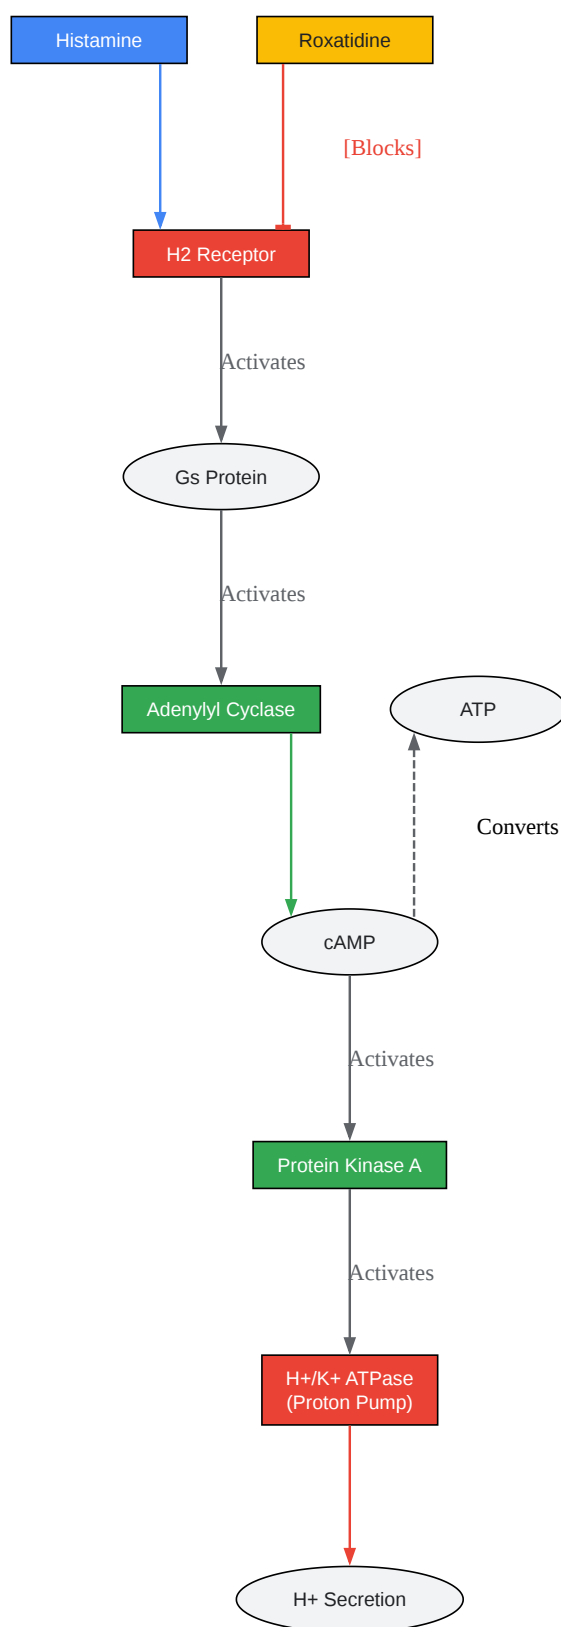 Histamine
Roxatidine
[Blocks]
H2 Receptor
Activates
Gs Protein
Activates
Adenylyl Cyclase
ATP
Converts
cAMP
Activates
Protein Kinase A
Activates
H+/K+ ATPase
(Proton Pump)
H+ Secretion